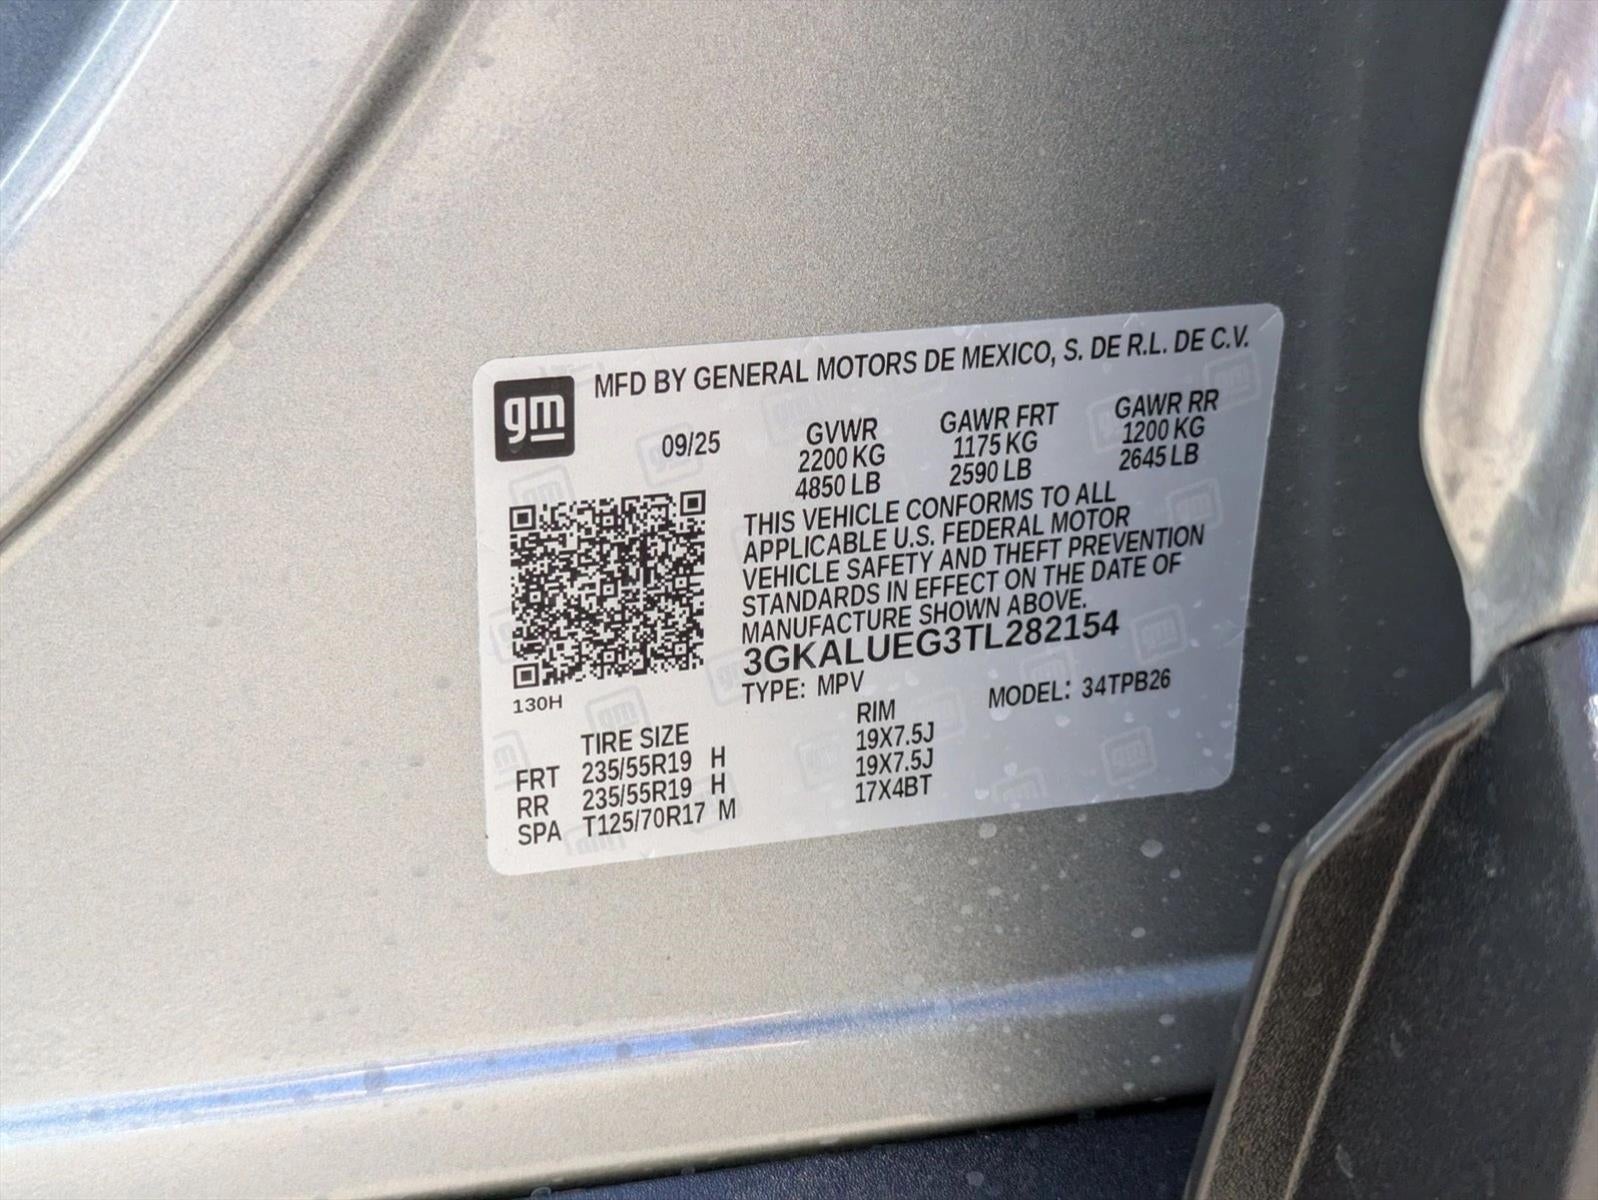 gm
MFD BY GENERAL MOTORS DE MEXICO, S. DE R.L. DE C.V.
09/25 GVWR GAWR FRT GAWR RR
2200 KG 1175 KG 1200 KG
4850 LB 2590 LB 2645 LB
THIS VEHICLE CONFORMS TO ALL
APPLICABLE U.S. FEDERAL MOTOR
VEHICLE SAFETY AND THEFT PREVENTION
STANDARDS IN EFFECT ON THE DATE OF
MANUFACTURE SHOWN ABOVE.
3GKALUEG3TL282154
130H
TYPE: MPV MODEL: 34TPB26
TIRE SIZE RIM
FRT 235/55R19 H 19X7.5J
RR 235/55R19 H 19X7.5J
SPA T125/70R17 M 17X4BT